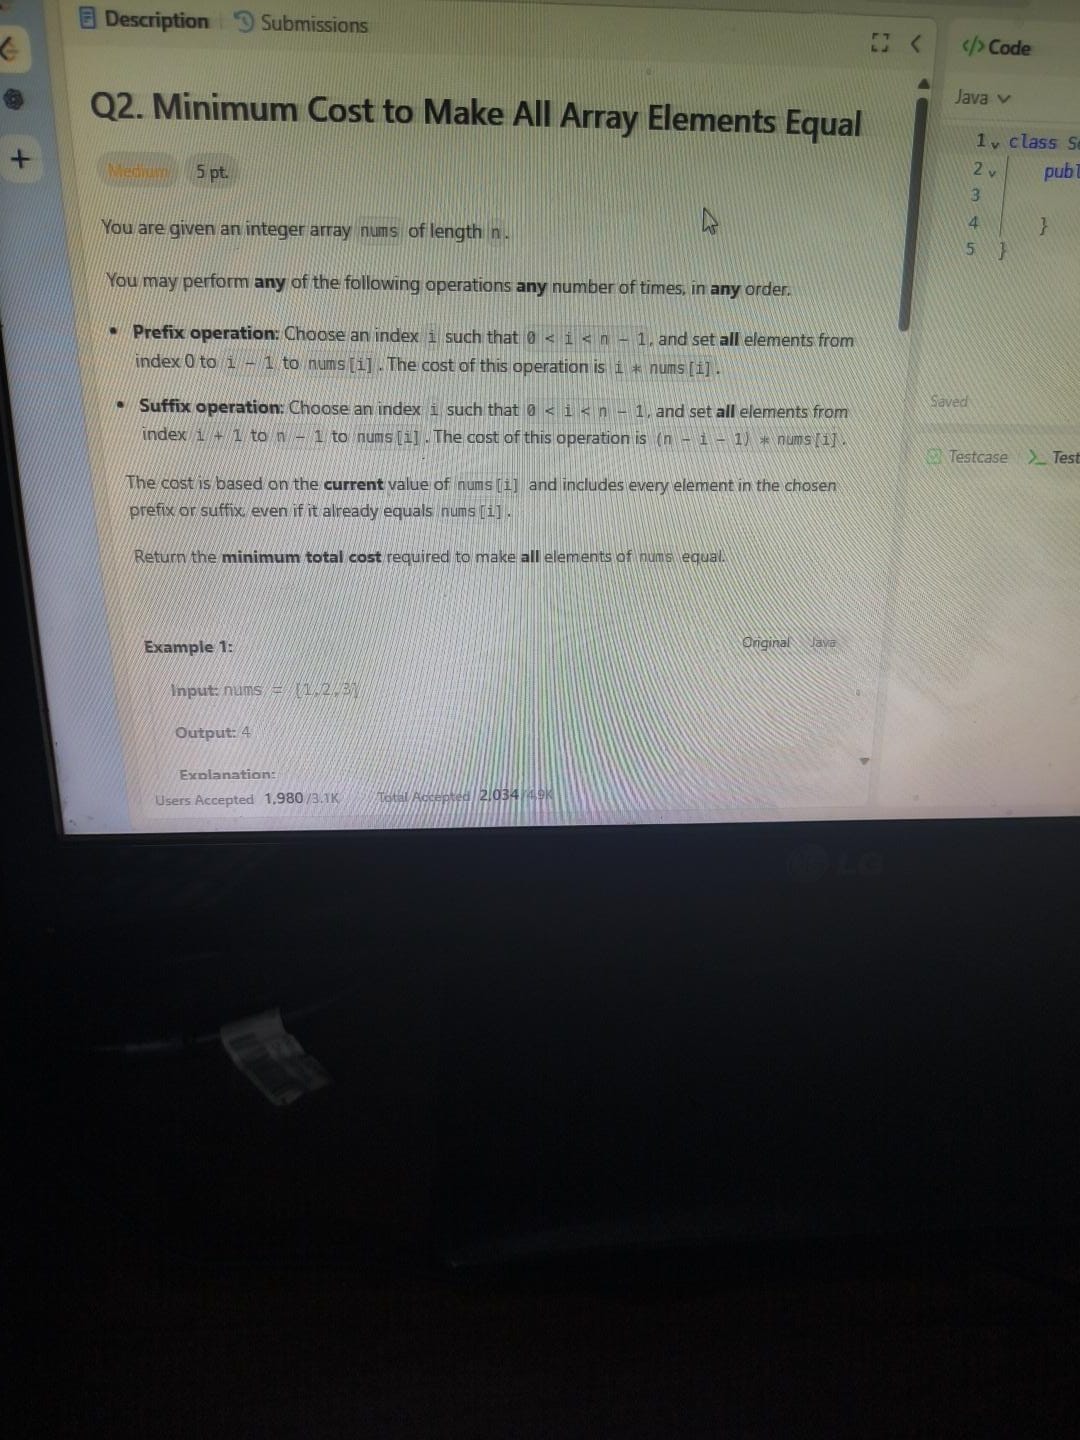 Description Submissions
</> Code
Q2. Minimum Cost to Make All Array Elements Equal
Java
Medium 5 pt.
1 class S
2 publ
3
4 }
5 }
You are given an integer array nums of length n.
You may perform any of the following operations any number of times, in any order.
• Prefix operation: Choose an index i such that 0 < i < n - 1, and set all elements from
index 0 to i - 1 to nums[i]. The cost of this operation is i * nums[i].
• Suffix operation: Choose an index i such that 0 < i < n - 1, and set all elements from
index i + 1 to n - 1 to nums[i]. The cost of this operation is (n - i - 1) * nums[i].
Saved
Testcase >_ Test
The cost is based on the current value of nums[i] and includes every element in the chosen
prefix or suffix, even if it already equals nums[i].
Return the minimum total cost required to make all elements of nums equal.
Example 1:
Original Java
Input: nums = [1,2,3]
Output: 4
Explanation:
Users Accepted 1,980/3.1K Total Accepted 2,034/4.9K
LG